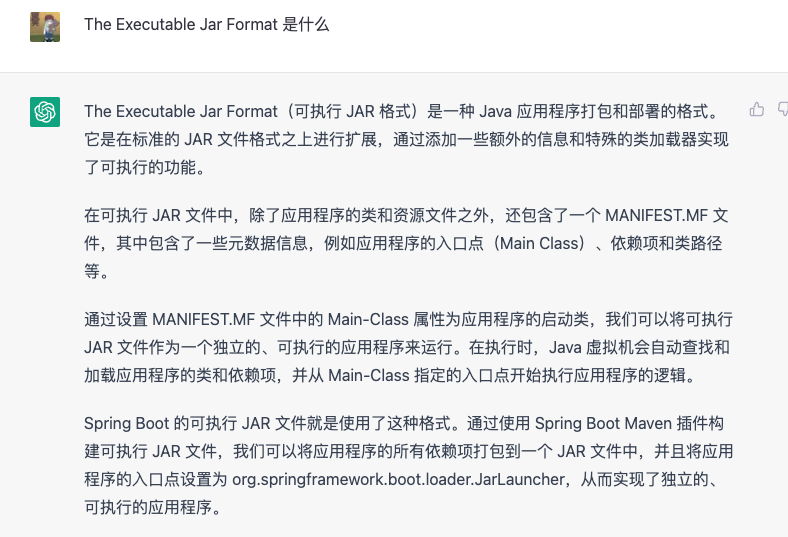 The Executable Jar Format 是什么
The Executable Jar Format（可执行 JAR 格式）是一种 Java 应用程序打包和部署的格式。
它是在标准的 JAR 文件格式之上进行扩展，通过添加一些额外的信息和特殊的类加载器实现
了可执行的功能。
在可执行 JAR 文件中，除了应用程序的类和资源文件之外，还包含了一个 MANIFEST.MF 文
件，其中包含了一些元数据信息，例如应用程序的入口点（Main Class）、依赖项和类路径
等。
通过设置 MANIFEST.MF 文件中的 Main-Class 属性为应用程序的启动类，我们可以将可执行
JAR 文件作为一个独立的、可执行的应用程序来运行。在执行时，Java 虚拟机会自动查找和
加载应用程序的类和依赖项，并从 Main-Class 指定的入口点开始执行应用程序的逻辑。
Spring Boot 的可执行 JAR 文件就是使用了这种格式。通过使用 Spring Boot Maven 插件构
建可执行 JAR 文件，我们可以将应用程序的所有依赖项打包到一个 JAR 文件中，并且将应用
程序的入口点设置为 org.springframework.boot.loader.JarLauncher，从而实现了独立的、
可执行的应用程序。